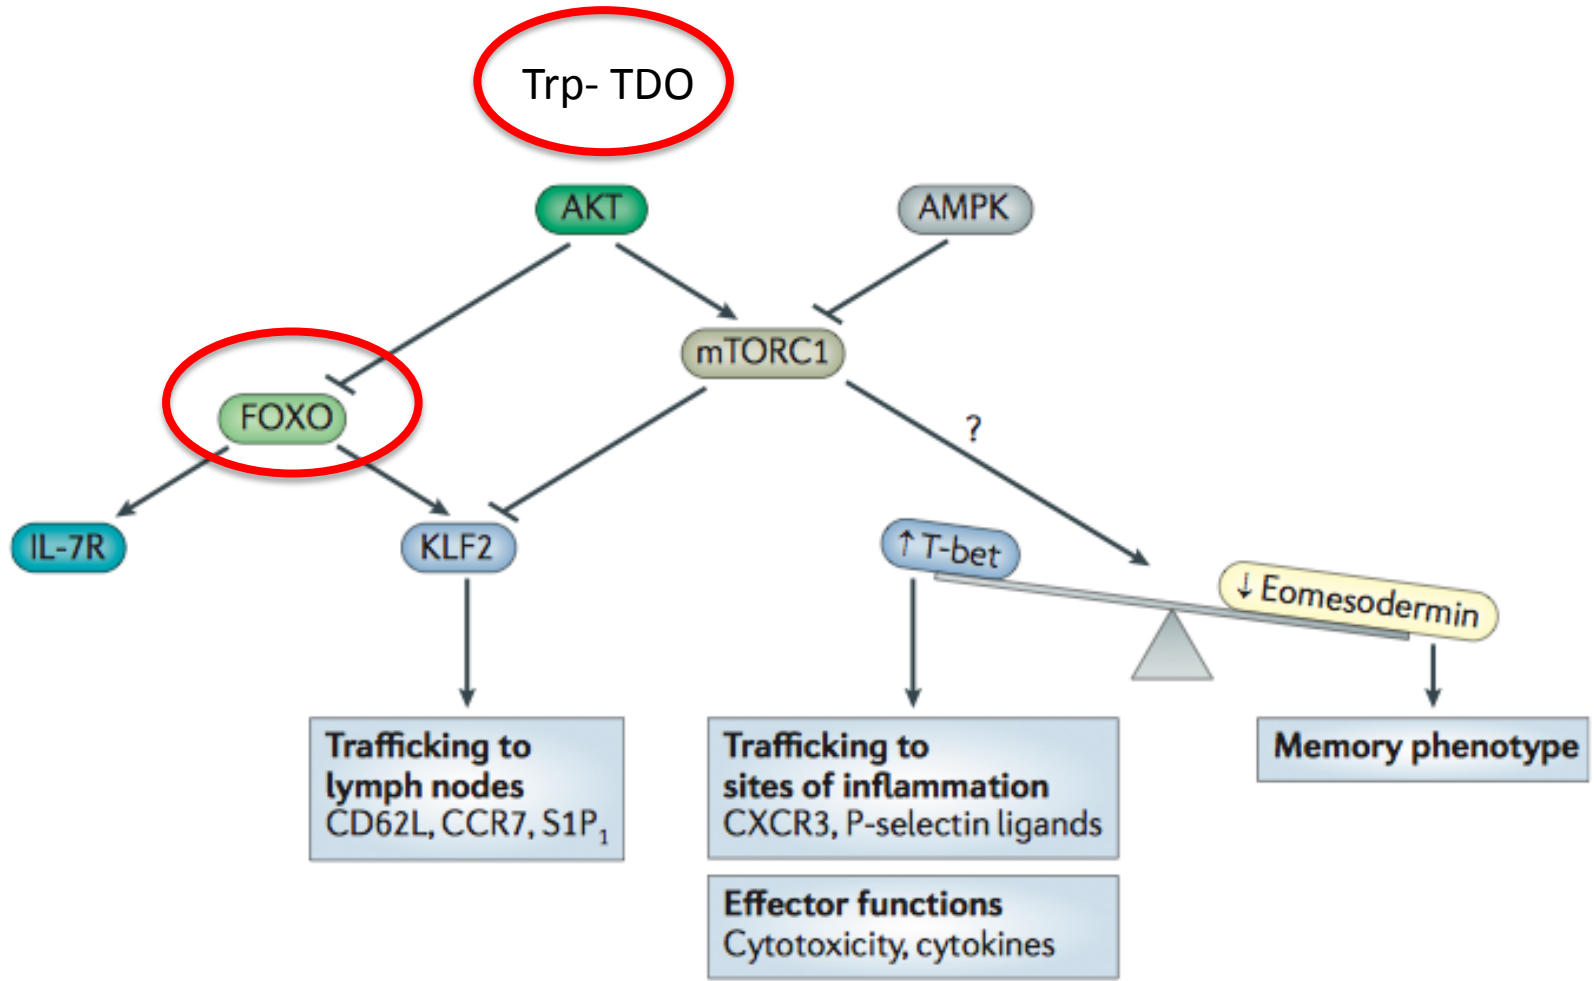 Trp- TDO
AKT
AMPK
mTORC1
FOXO
?
IL-7R
KLF2
↑ T-bet
↓ Eomesodermin
Trafficking to
lymph nodes
CD62L, CCR7, S1P₁
Trafficking to
sites of inflammation
CXCR3, P-selectin ligands
Memory phenotype
Effector functions
Cytotoxicity, cytokines